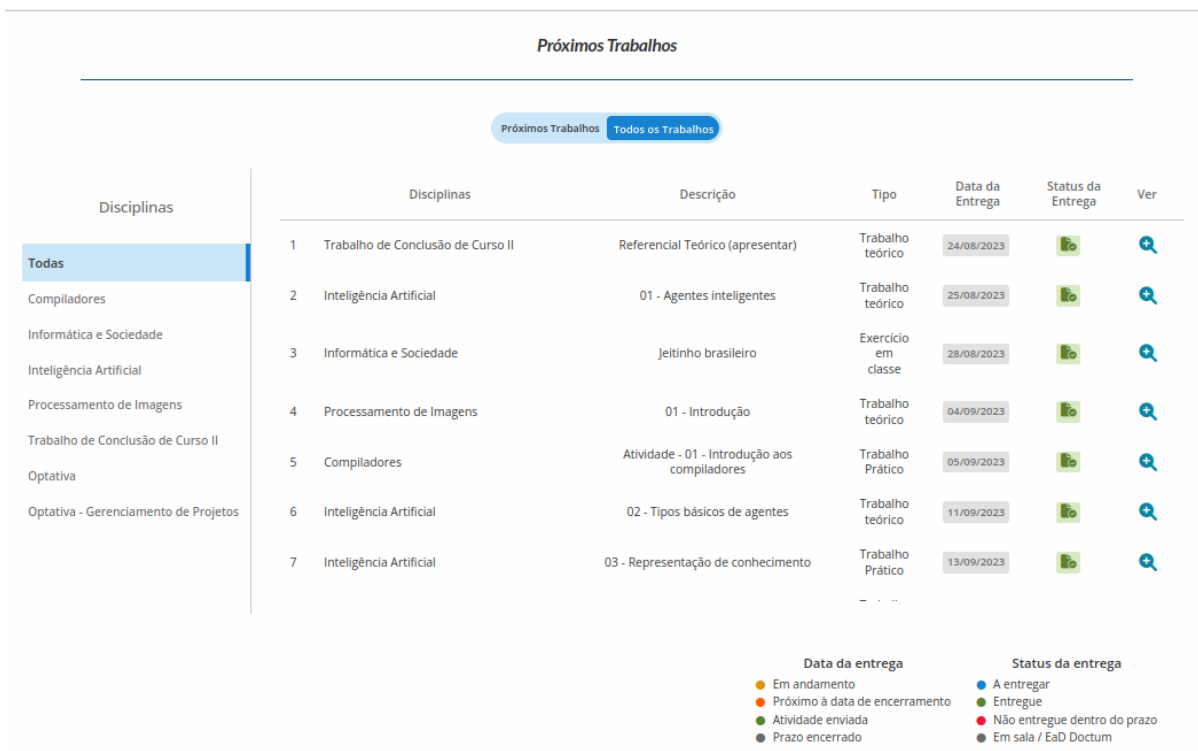 Próximos Trabalhos
Próximos Trabalhos Todos os Trabalhos
Disciplinas
Todas
Compiladores
Informática e Sociedade
Inteligência Artificial
Processamento de Imagens
Trabalho de Conclusão de Curso II
Optativa
Optativa - Gerenciamento de Projetos
Disciplinas Descrição Tipo Data da Entrega Status da Entrega Ver
1 Trabalho de Conclusão de Curso II Referencial Teórico (apresentar) Trabalho teórico 24/08/2023
2 Inteligência Artificial 01 - Agentes inteligentes Trabalho teórico 25/08/2023
3 Informática e Sociedade Jeitinho brasileiro Exercício em classe 28/08/2023
4 Processamento de Imagens 01 - Introdução Trabalho teórico 04/09/2023
5 Compiladores Atividade - 01 - Introdução aos compiladores Trabalho Prático 05/09/2023
6 Inteligência Artificial 02 - Tipos básicos de agentes Trabalho teórico 11/09/2023
7 Inteligência Artificial 03 - Representação de conhecimento Trabalho Prático 13/09/2023
Data da entrega
Em andamento
Próximo à data de encerramento
Atividade enviada
Prazo encerrado
Status da entrega
A entregar
Entregue
Não entregue dentro do prazo
Em sala / EaD Doctum